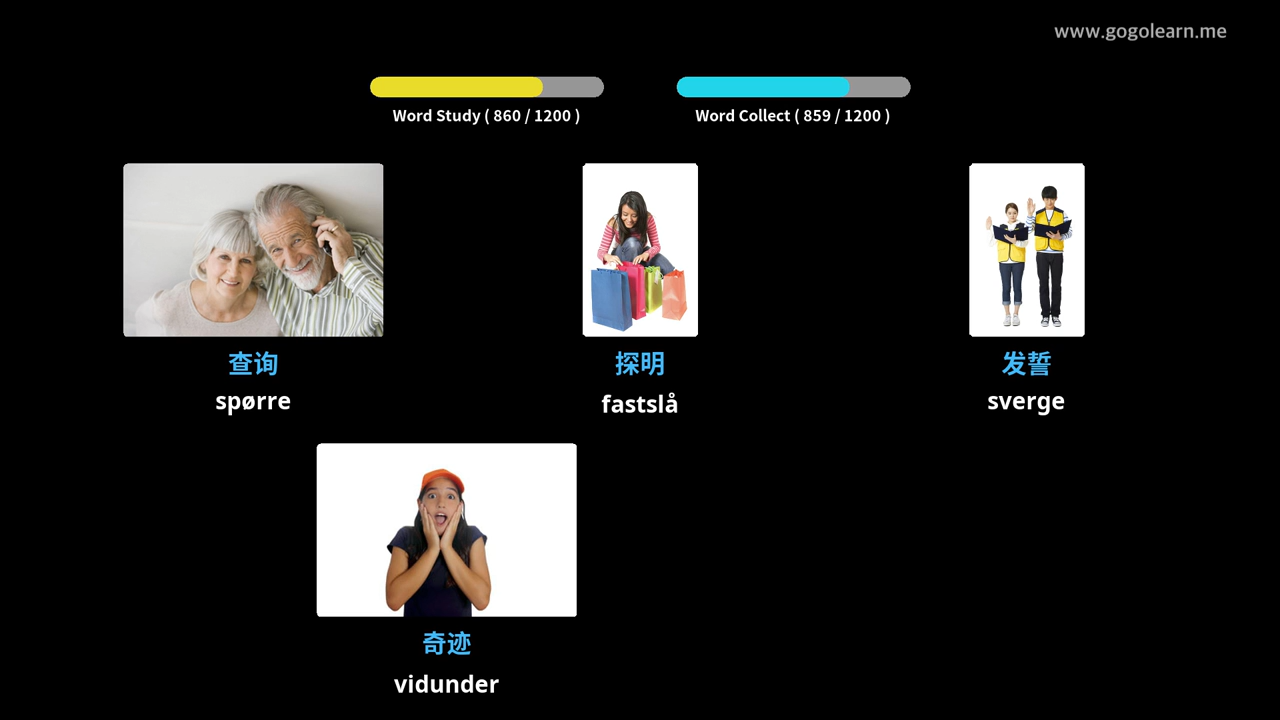 www.gogolearn.me
Word Study ( 860 / 1200 )
Word Collect ( 859 / 1200 )
查询
spørre
探明
fastslå
发誓
sverge
奇迹
vidunder